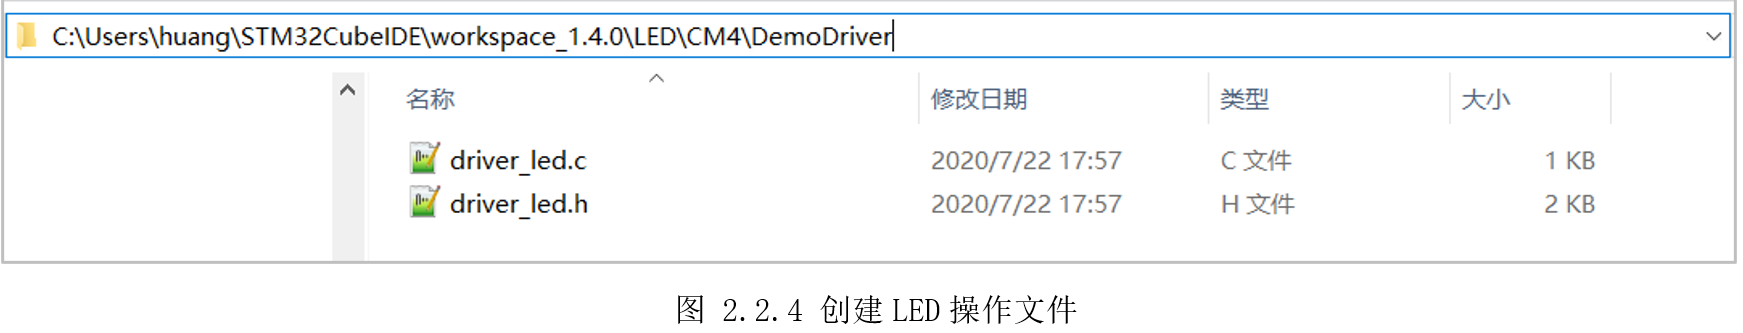 C:\Users\huang\STM32CubeIDE\workspace_1.4.0\LED\CM4\DemoDriver
名称 修改日期 类型 大小
driver_led.c 2020/7/22 17:57 C 文件 1 KB
driver_led.h 2020/7/22 17:57 H 文件 2 KB
图 2.2.4 创建 LED 操作文件